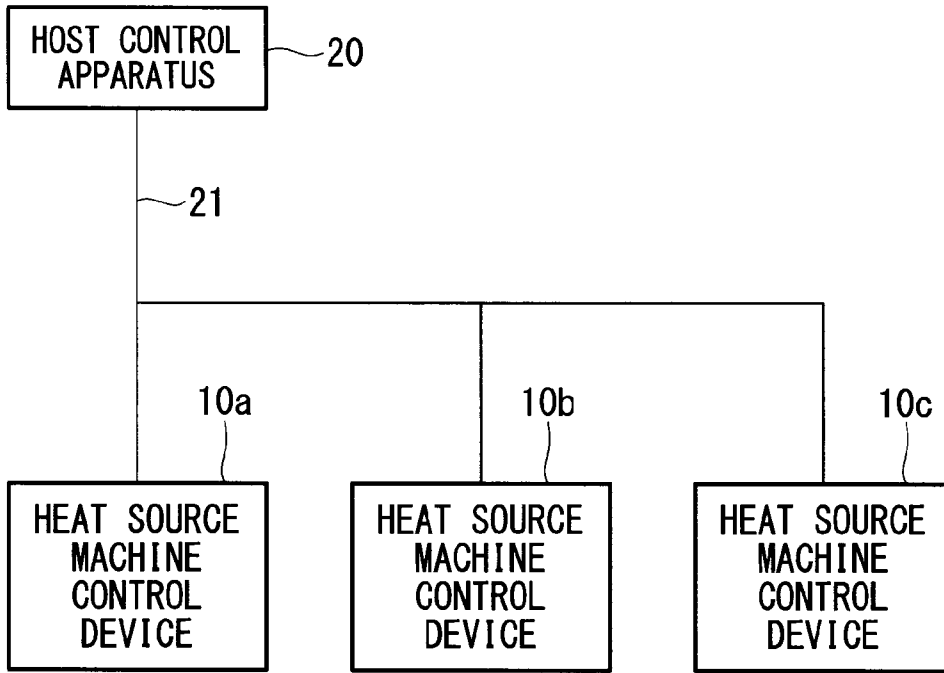 HOST CONTROL
APPARATUS
20
21
10a
10b
10c
HEAT SOURCE
MACHINE
CONTROL
DEVICE
HEAT SOURCE
MACHINE
CONTROL
DEVICE
HEAT SOURCE
MACHINE
CONTROL
DEVICE